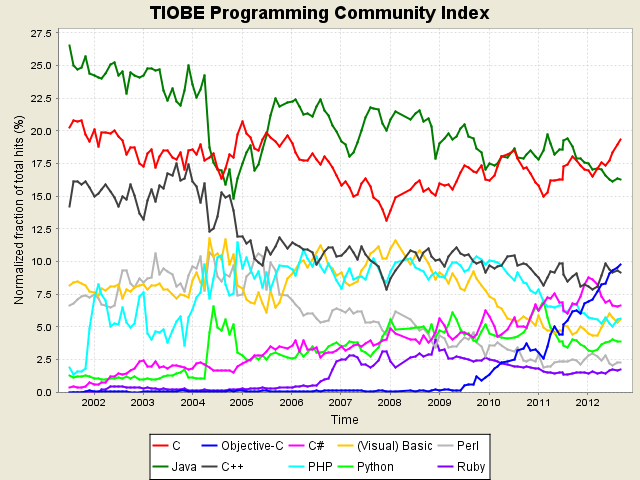 TIOBE Programming Community Index
Normalized fraction of total hits (%)
27.5
25.0
22.5
20.0
17.5
15.0
12.5
10.0
7.5
5.0
2.5
0.0
2002 2003 2004 2005 2006 2007 2008 2009 2010 2011 2012
Time
C Objective-C C# (Visual) Basic Perl
Java C++ PHP Python Ruby